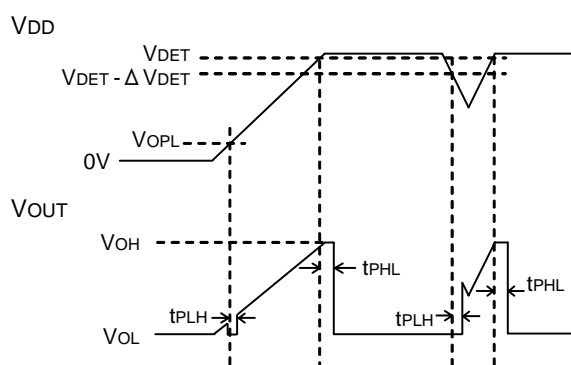 VDD
VDET
VDET - Δ VDET
VOPL
0V
VOUT
VOH
tPHL
tPHL
tPLH
tPLH
VOL